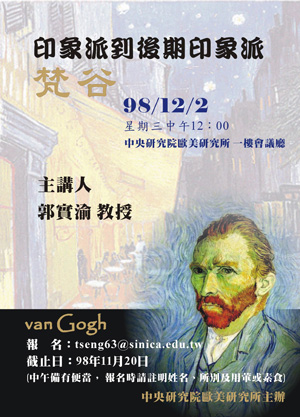 印象派到後期印象派
梵谷
98/12/2
星期三中午12：00
中央研究院歐美研究所 一樓會議廳
主講人
郭實渝 教授
van Gogh
報　名：tseng63@sinica.edu.tw
截止日：98年11月20日
(中午備有便當，報名時請註明姓名、所別及用葷或素食)
中央研究院歐美研究所主辦